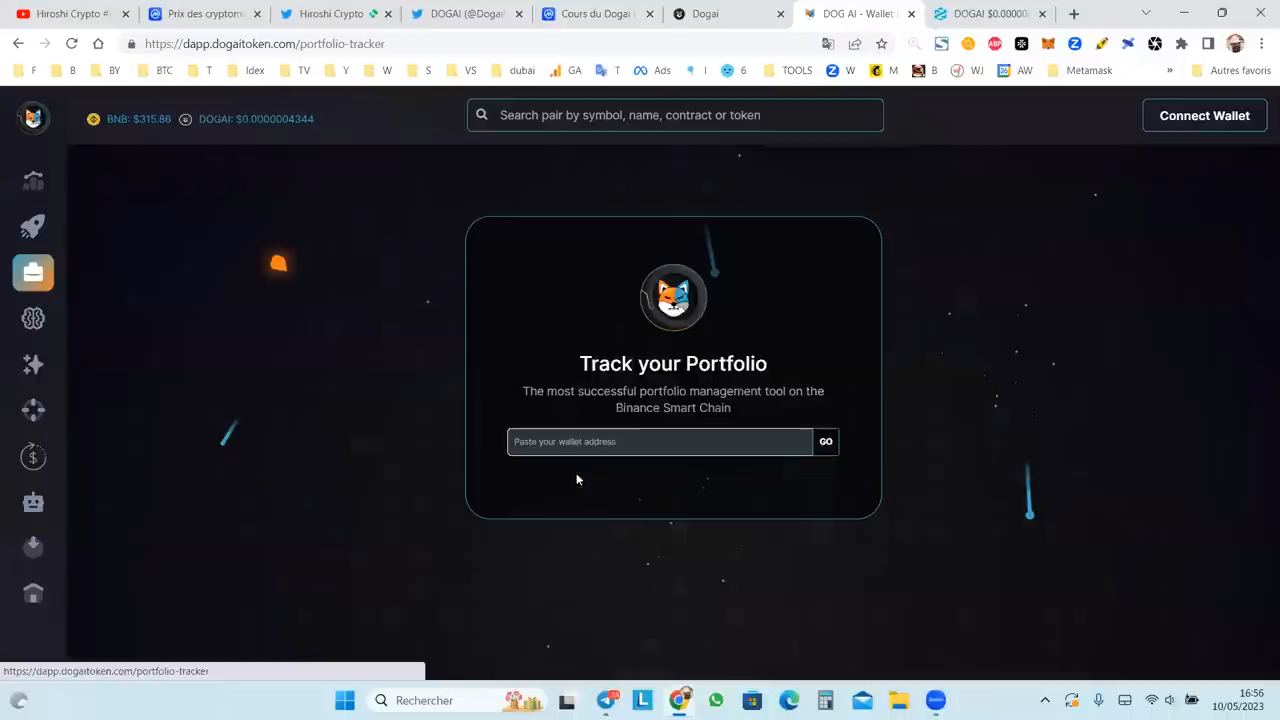 Hiroshi Crypto
Prix des cryptomo
Hiroshi Crypto
DOGAI (@Dogai
Cours du Dogai (
Dogai
DOG AI - Wallet
DOGAI $0.0000
https://dapp.dogaitoken.com/portfolio-tracker
F
B
BY
BTC
T
Idex
Y
W
S
VS
dubai
GA
T
Ads
I
6
TOOLS
W
M
B
WJ
AW
Metamask
»
Autres favoris
BNB: $315.86
DOGAI: $0.0000004344
Search pair by symbol, name, contract or token
Connect Wallet
Track your Portfolio
The most successful portfolio management tool on the
Binance Smart Chain
Paste your wallet address
GO
https://dapp.dogaitoken.com/portfolio-tracker
Rechercher
16:56
10/05/2023